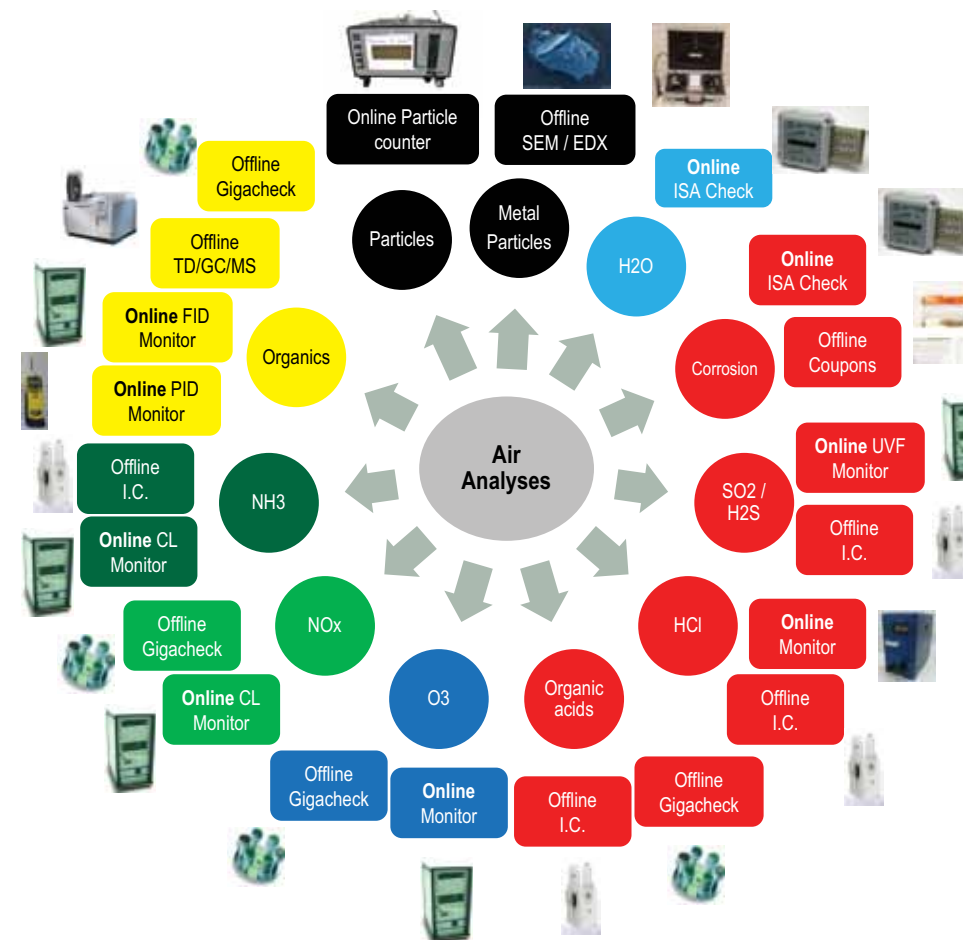 Online Particle
counter
Offline
SEM / EDX
Particles
Metal
Particles
Online
ISA Check
H2O
Online
ISA Check
Offline
Coupons
Corrosion
Online UVF
Monitor
SO2 /
H2S
Offline
I.C.
HCl
Online
Monitor
Offline
I.C.
Organic
acids
Offline
Gigacheck
Offline
I.C.
O3
Online
Monitor
Offline
Gigacheck
NOx
Offline
Gigacheck
Online CL
Monitor
NH3
Offline
I.C.
Online CL
Monitor
Organics
Offline
Gigacheck
Offline
TD/GC/MS
Online FID
Monitor
Online PID
Monitor
Air
Analyses